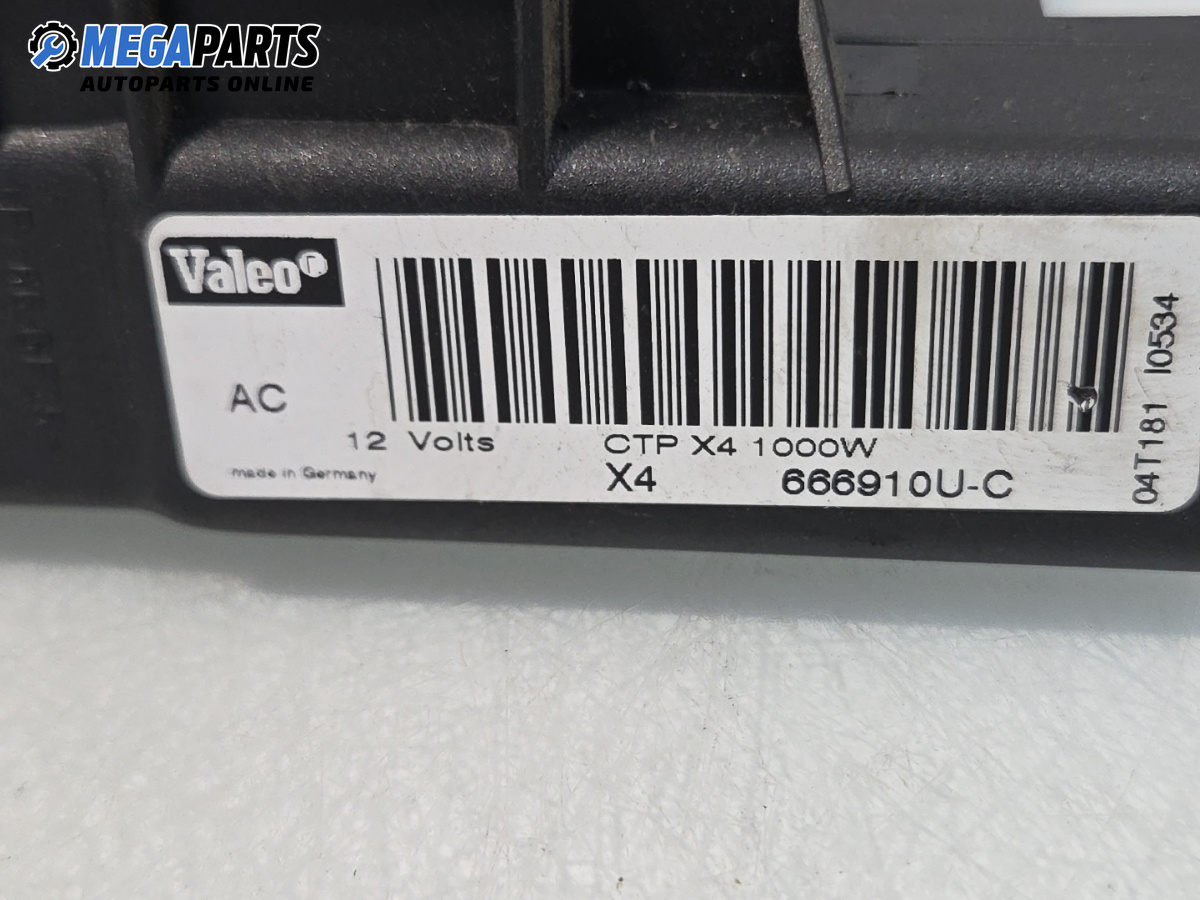 MEGAPARTS
AUTOPARTS ONLINE
Valeo
AC
12 Volts CTP X4 1000W
made in Germany X4 666910U-C
04T181 I0534